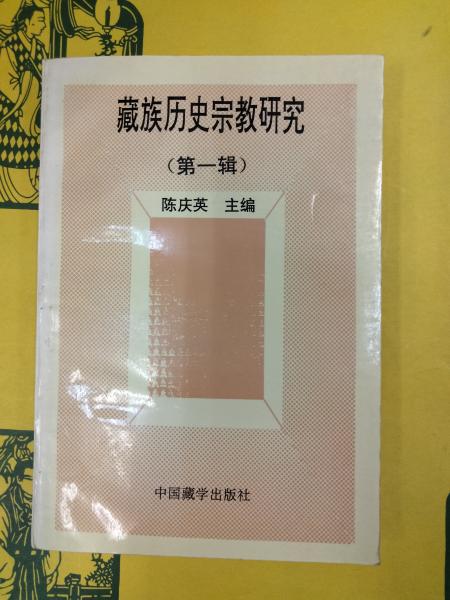 藏族历史宗教研究
（第一辑）
陈庆英 主编
中国藏学出版社